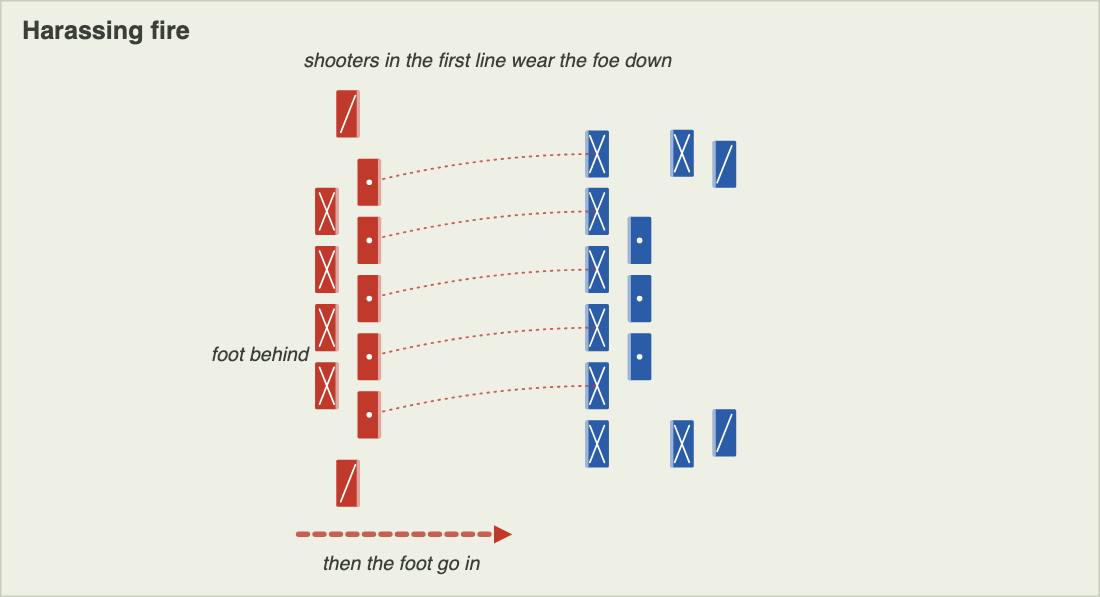 Harassing fire
shooters in the first line wear the foe down
foot behind
then the foot go in